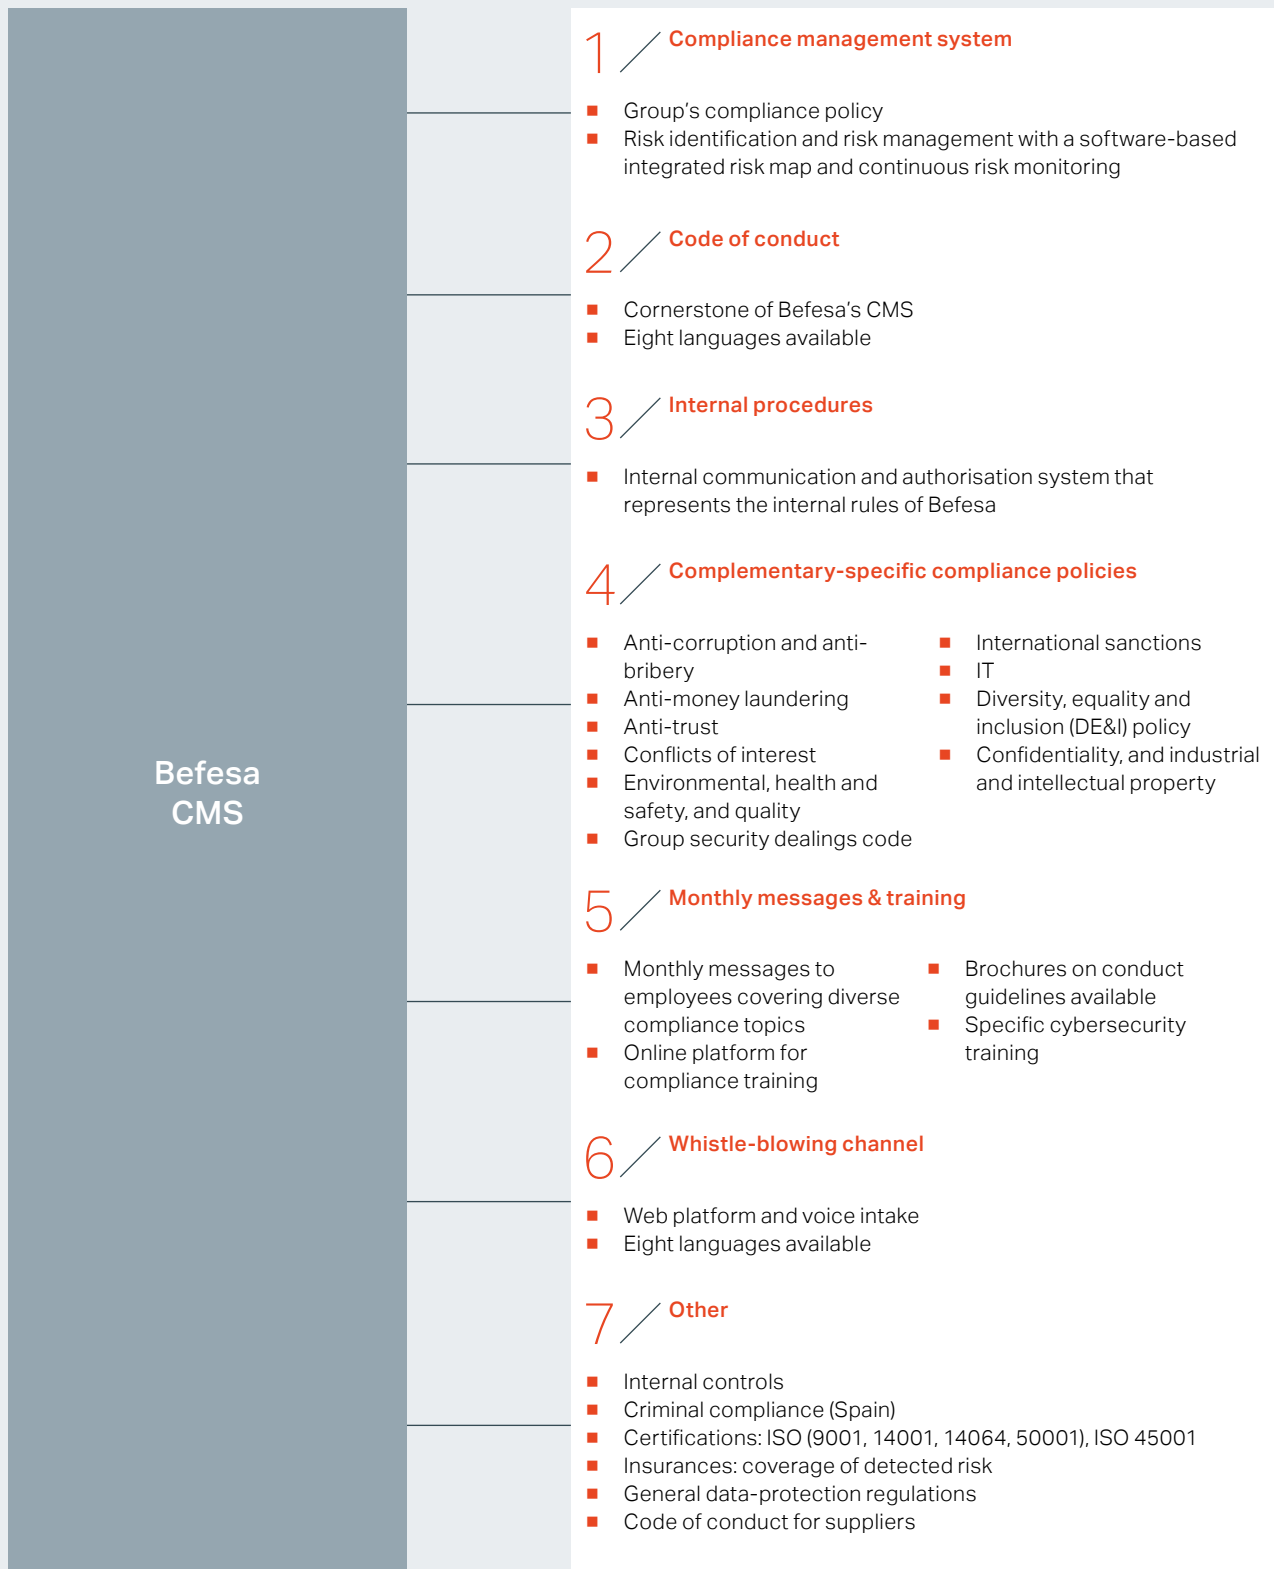 Befesa
CMS
1 Compliance management system
Group's compliance policy
Risk identification and risk management with a software-based
integrated risk map and continuous risk monitoring
2 Code of conduct
Cornerstone of Befesa's CMS
Eight languages available
3 Internal procedures
Internal communication and authorisation system that
represents the internal rules of Befesa
4 Complementary-specific compliance policies
Anti-corruption and anti-
bribery
Anti-money laundering
Anti-trust
Conflicts of interest
Environmental, health and
safety, and quality
Group security dealings code
International sanctions
IT
Diversity, equality and
inclusion (DE&I) policy
Confidentiality, and industrial
and intellectual property
5 Monthly messages & training
Monthly messages to
employees covering diverse
compliance topics
Online platform for
compliance training
Brochures on conduct
guidelines available
Specific cybersecurity
training
6 Whistle-blowing channel
Web platform and voice intake
Eight languages available
7 Other
Internal controls
Criminal compliance (Spain)
Certifications: ISO (9001, 14001, 14064, 50001), ISO 45001
Insurances: coverage of detected risk
General data-protection regulations
Code of conduct for suppliers